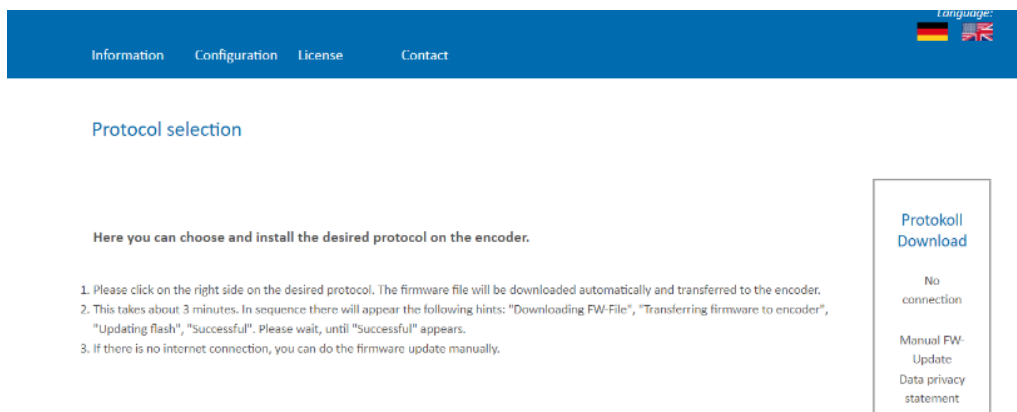 Language:
Information Configuration License Contact
Protocol selection
Here you can choose and install the desired protocol on the encoder.
1. Please click on the right side on the desired protocol. The firmware file will be downloaded automatically and transferred to the encoder.
2. This takes about 3 minutes. In sequence there will appear the following hints: "Downloading FW-File", "Transferring firmware to encoder",
"Updating flash", "Successful". Please wait, until "Successful" appears.
3. If there is no internet connection, you can do the firmware update manually.
Protokoll
Download
No
connection
Manual FW-
Update
Data privacy
statement